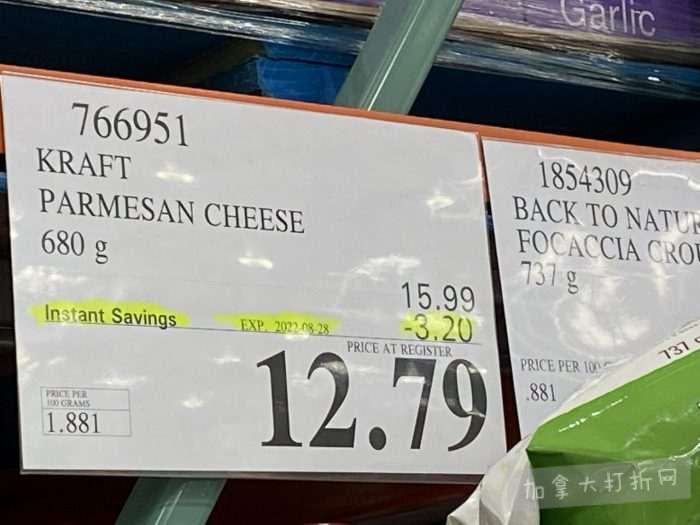 Garlic
766951
KRAFT
PARMESAN CHEESE
680 g
15.99
Instant Savings EXP. 2022-08-28 -3.20
PRICE AT REGISTER
12.79
PRICE PER
100 GRAMS
1.881
1854309
BACK TO NATUR
FOCACCIA CROU
737 g
PRICE PER 100
.881
737 g
加拿大打折网